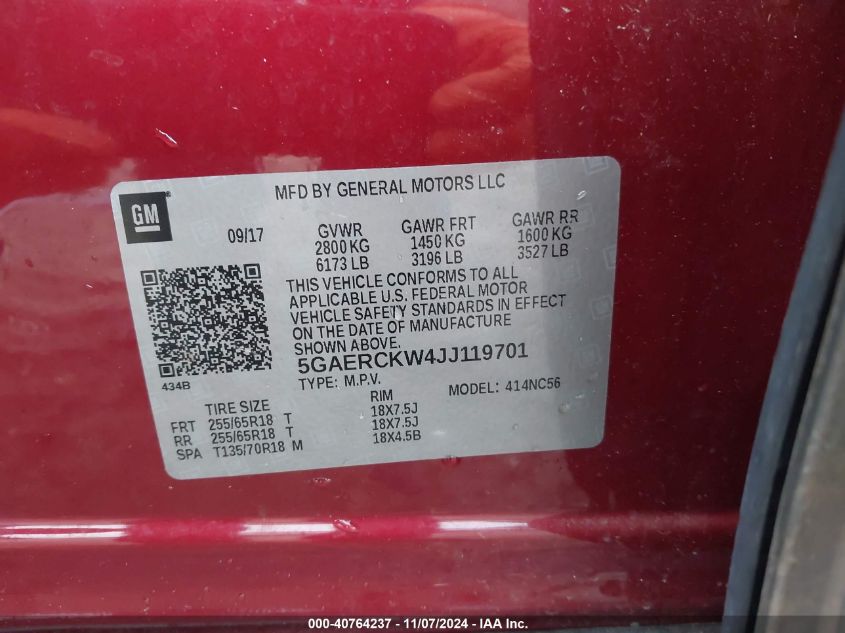 MFD BY GENERAL MOTORS LLC
GM
09/17 GVWR GAWR FRT GAWR RR
2800 KG 1450 KG 1600 KG
6173 LB 3196 LB 3527 LB
THIS VEHICLE CONFORMS TO ALL
APPLICABLE U.S. FEDERAL MOTOR
VEHICLE SAFETY STANDARDS IN EFFECT
ON THE DATE OF MANUFACTURE
SHOWN ABOVE.
5GAERCKW4JJ119701
434B
TYPE: M.P.V. MODEL: 414NC56
TIRE SIZE RIM
FRT 255/65R18 T 18X7.5J
RR 255/65R18 T 18X7.5J
SPA T135/70R18 M 18X4.5B
000-40764237 - 11/07/2024 - IAA Inc.